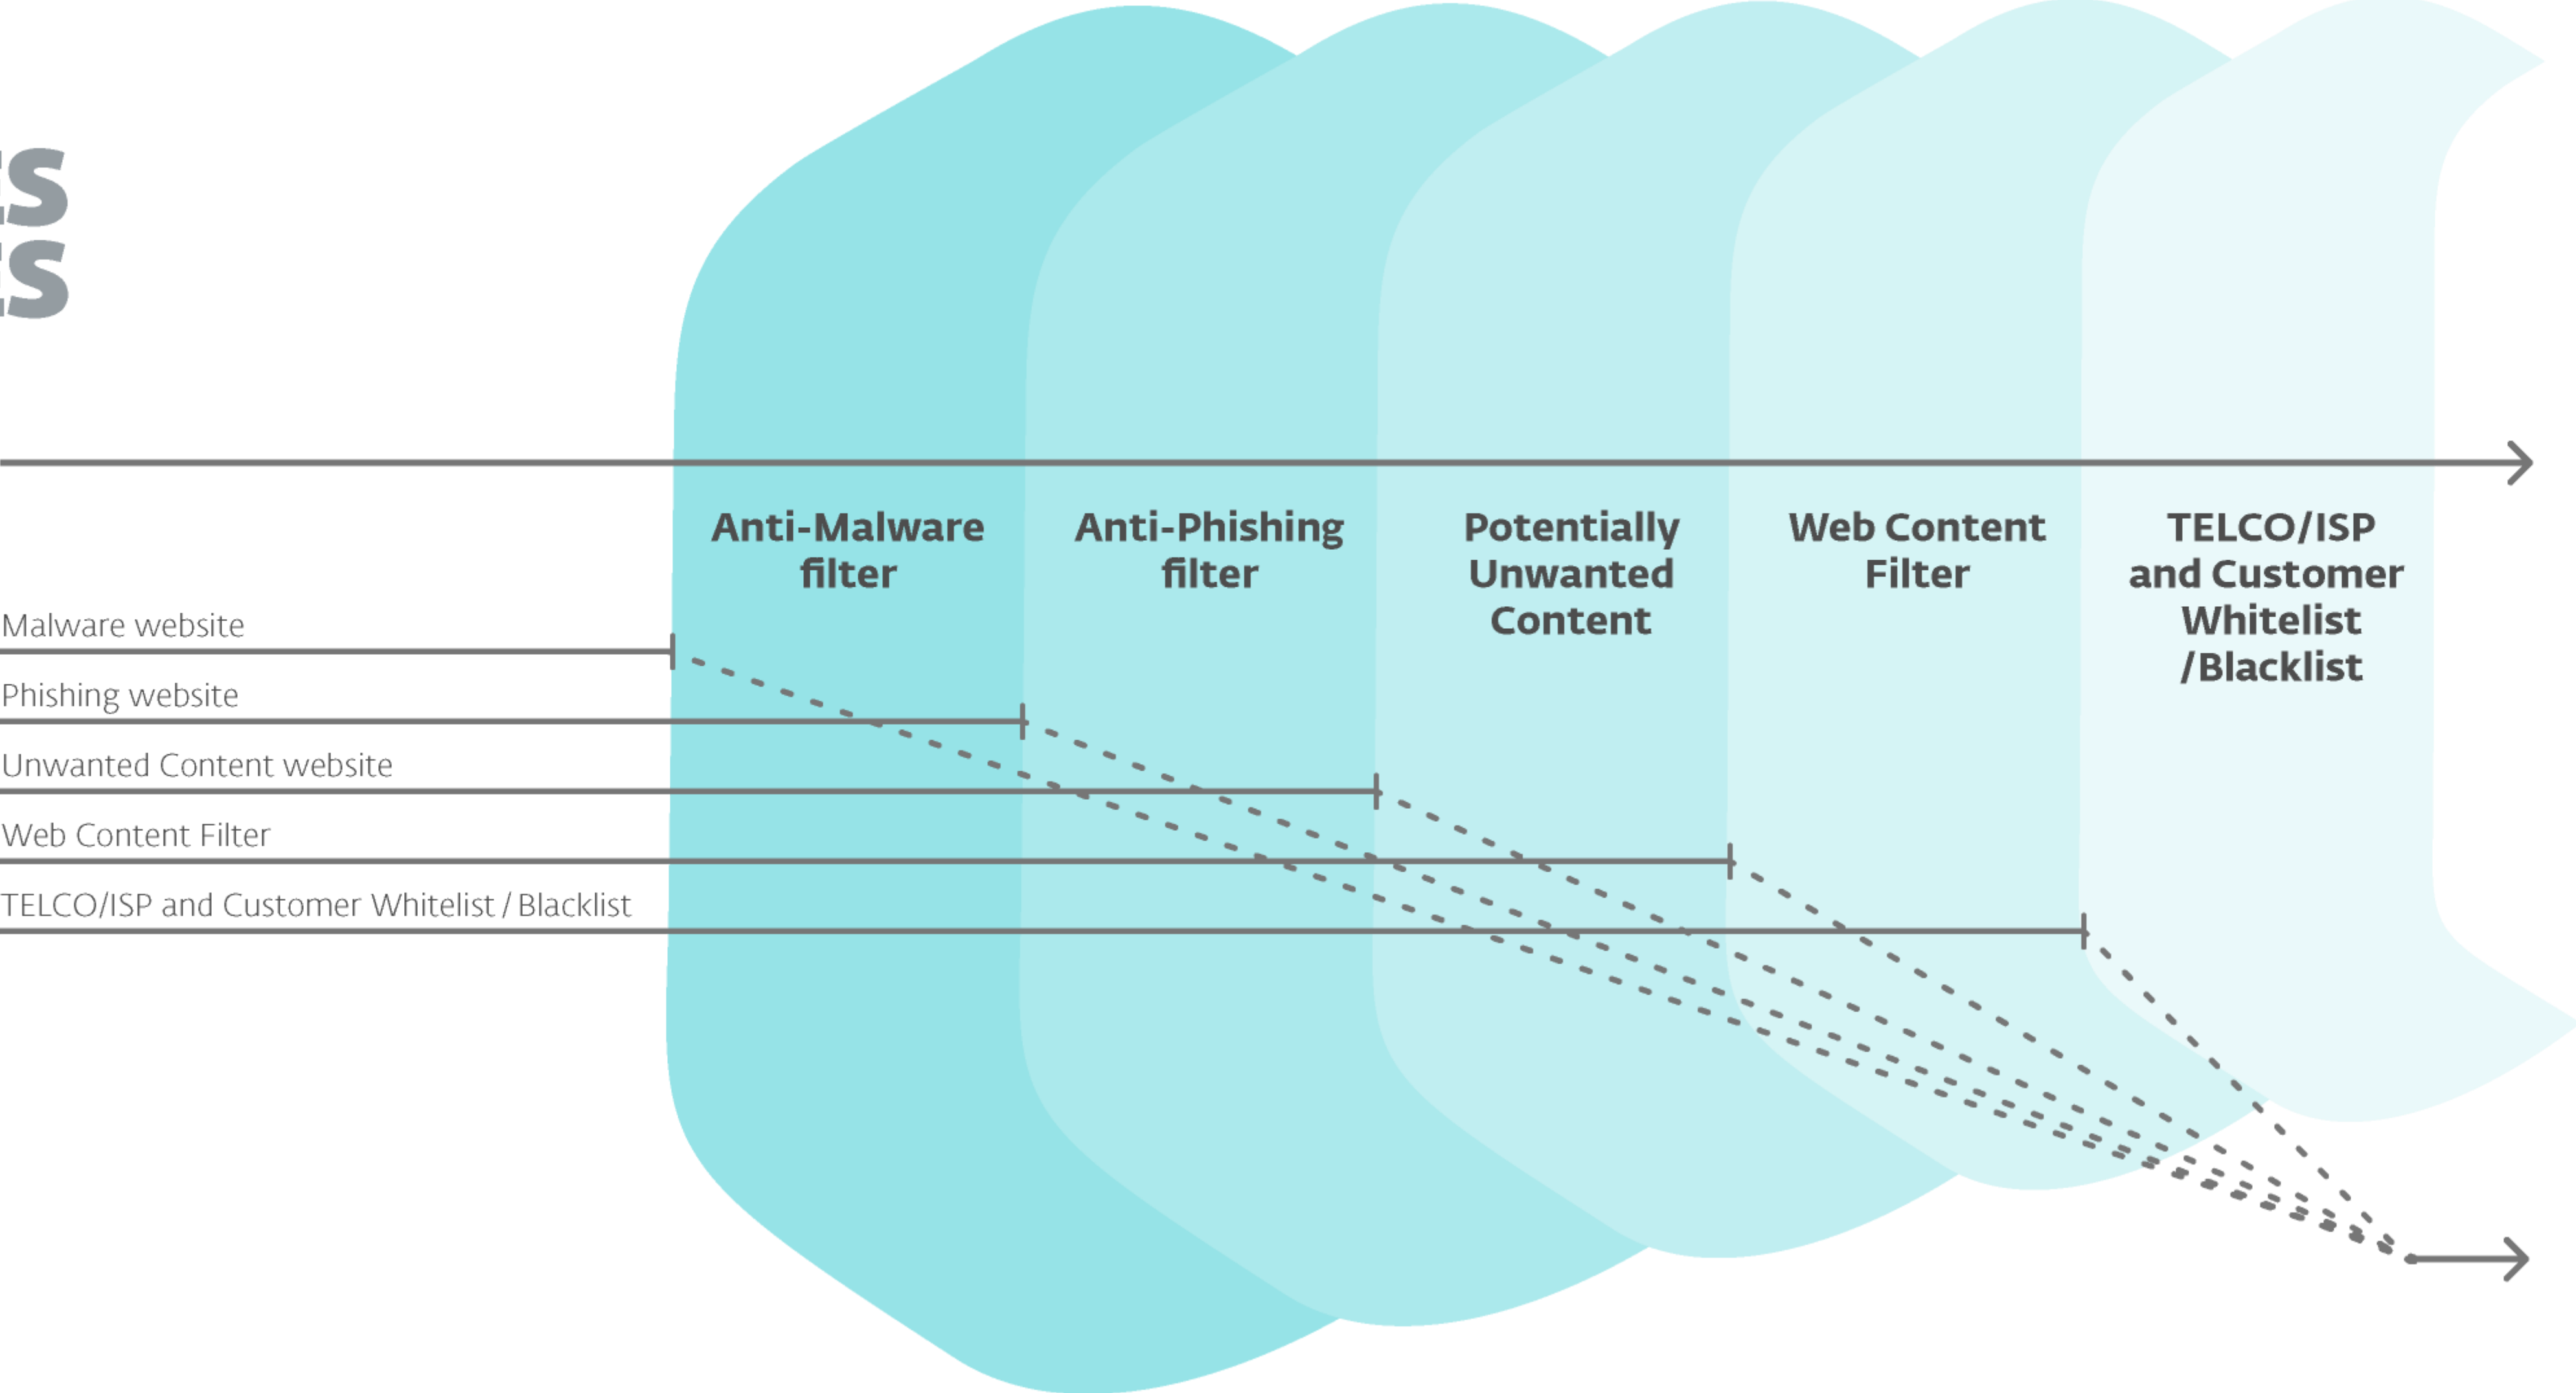 Anti-Malware
filter
Anti-Phishing
filter
Potentially
Unwanted
Content
Web Content
Filter
TELCO/ISP
and Customer
Whitelist
/Blacklist
Malware website
Phishing website
Unwanted Content website
Web Content Filter
TELCO/ISP and Customer Whitelist / Blacklist